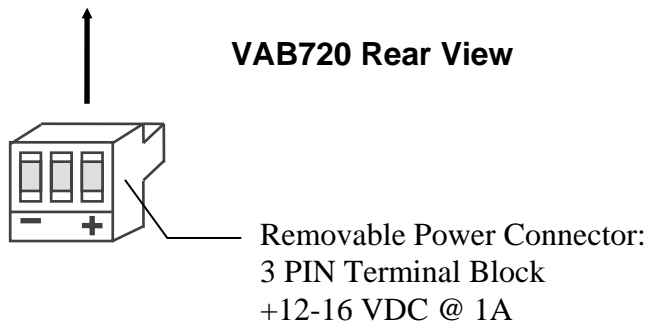 VAB720 Rear View
− +
Removable Power Connector:
3 PIN Terminal Block
+12-16 VDC @ 1A